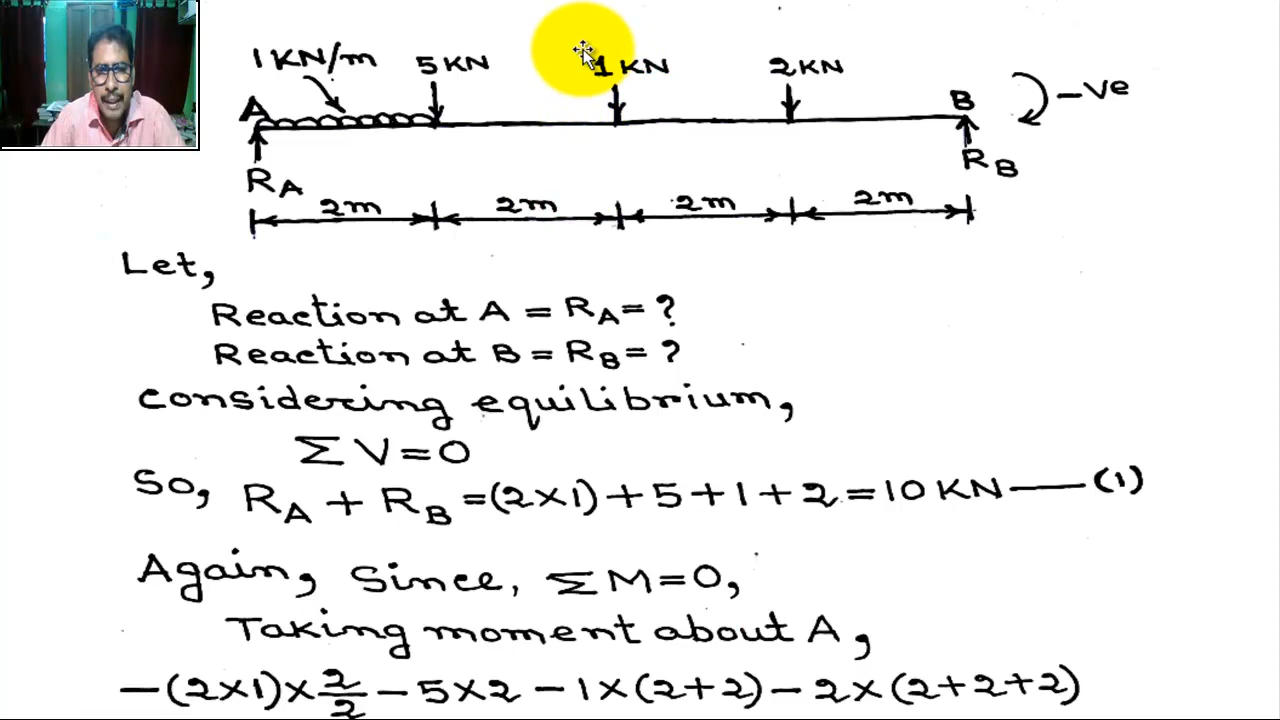 1KN/m 5KN 1KN 2KN
A B -ve
RA RB
2m 2m 2m 2m
Let,
Reaction at A = RA = ?
Reaction at B = RB = ?
Considering equilibrium,
ΣV=0
So, RA + RB = (2×1)+5+1+2=10KN—(1)
Again, Since, ΣM=0,
Taking moment about A,
-(2×1)×2/2 -5×2 -1×(2+2)-2×(2+2+2)